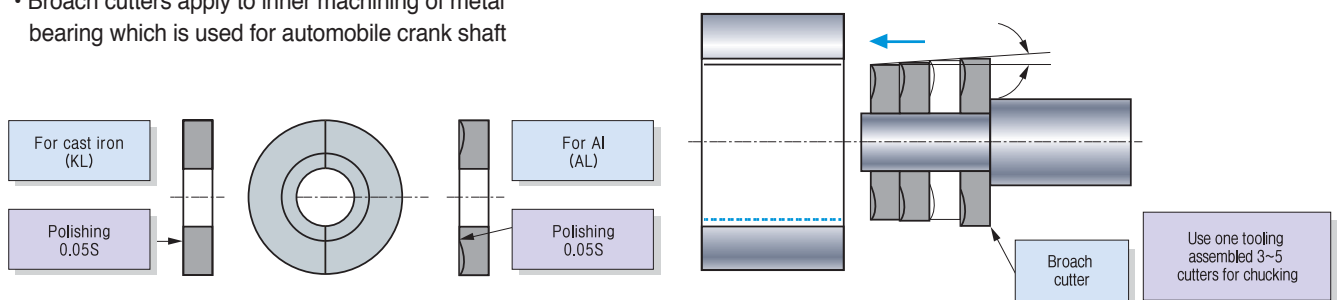 • Broach cutters apply to inner machining of metal
bearing which is used for automobile crank shaft
For cast iron
(KL)
Polishing
0.05S
For Al
(AL)
Polishing
0.05S
Broach
cutter
Use one tooling
assembled 3~5
cutters for chucking